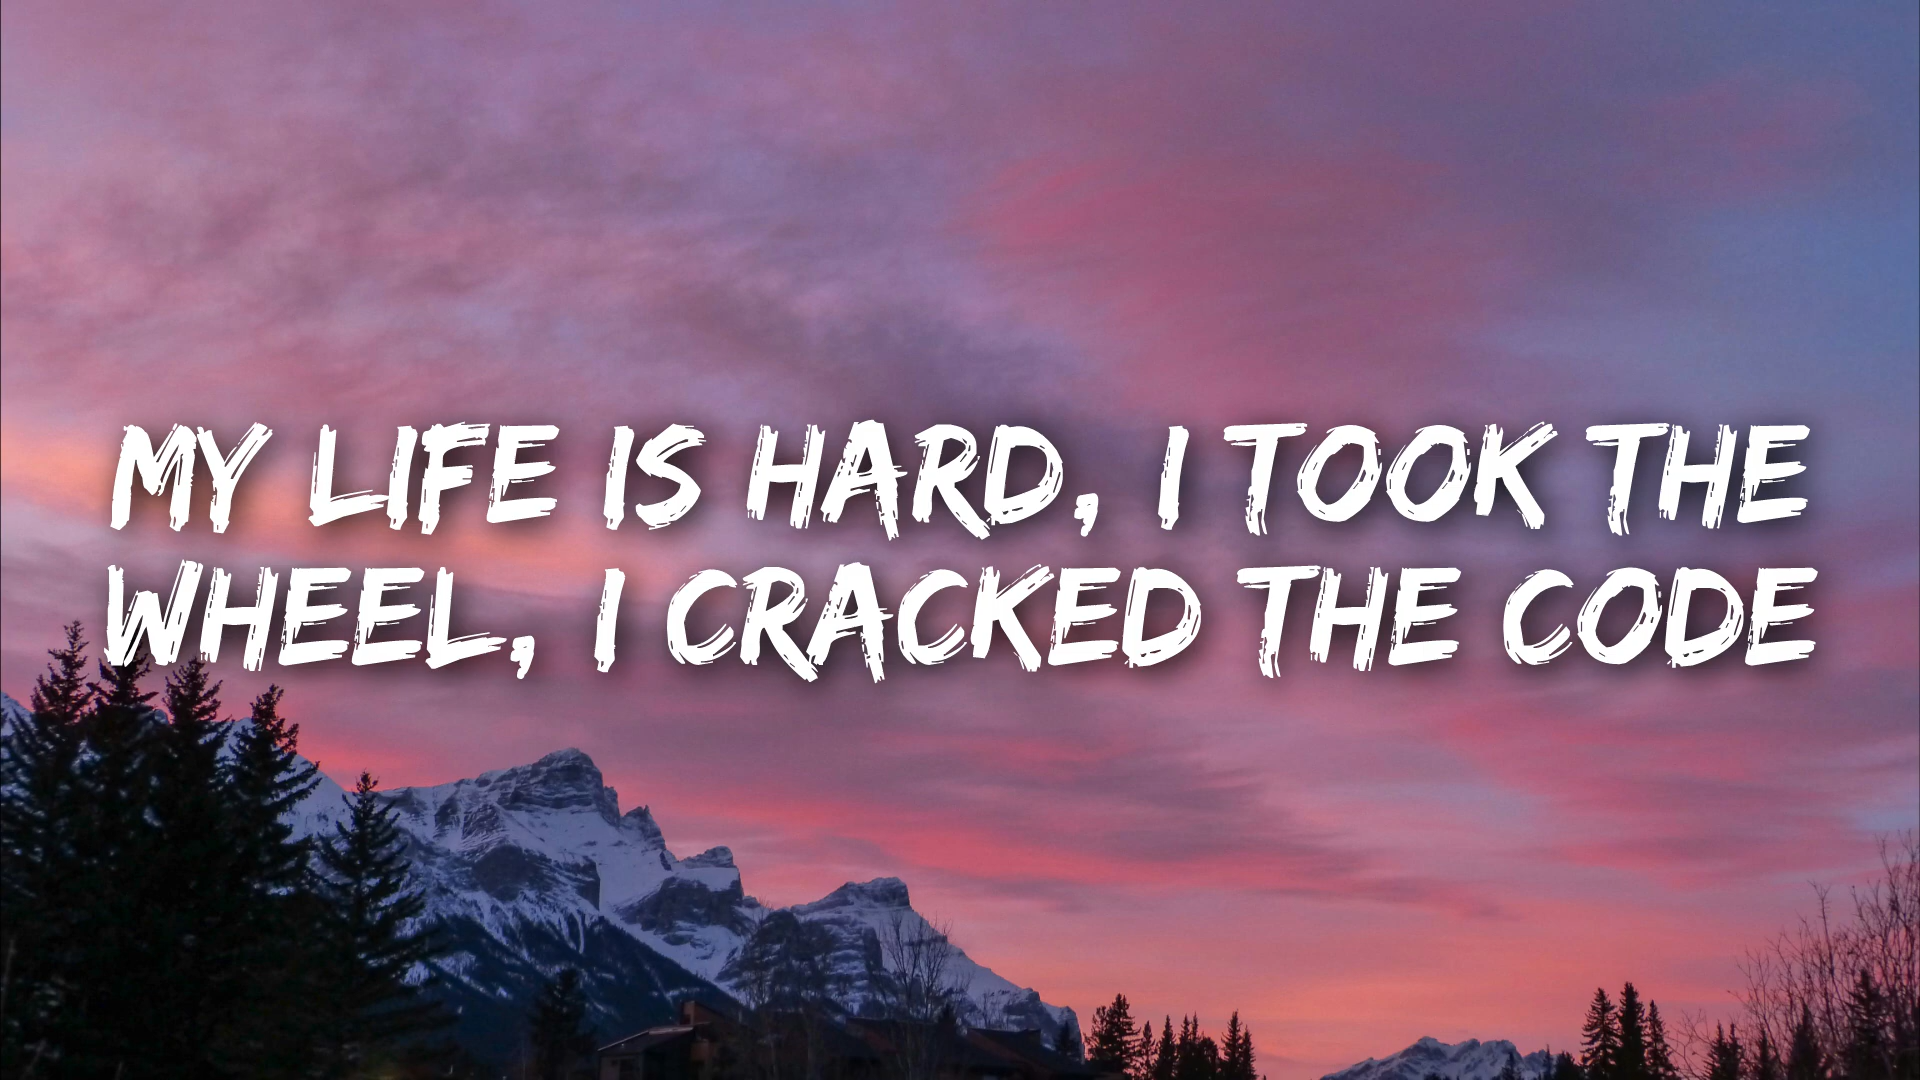 MY LIFE IS HARD, I TOOK THE
WHEEL, I CRACKED THE CODE